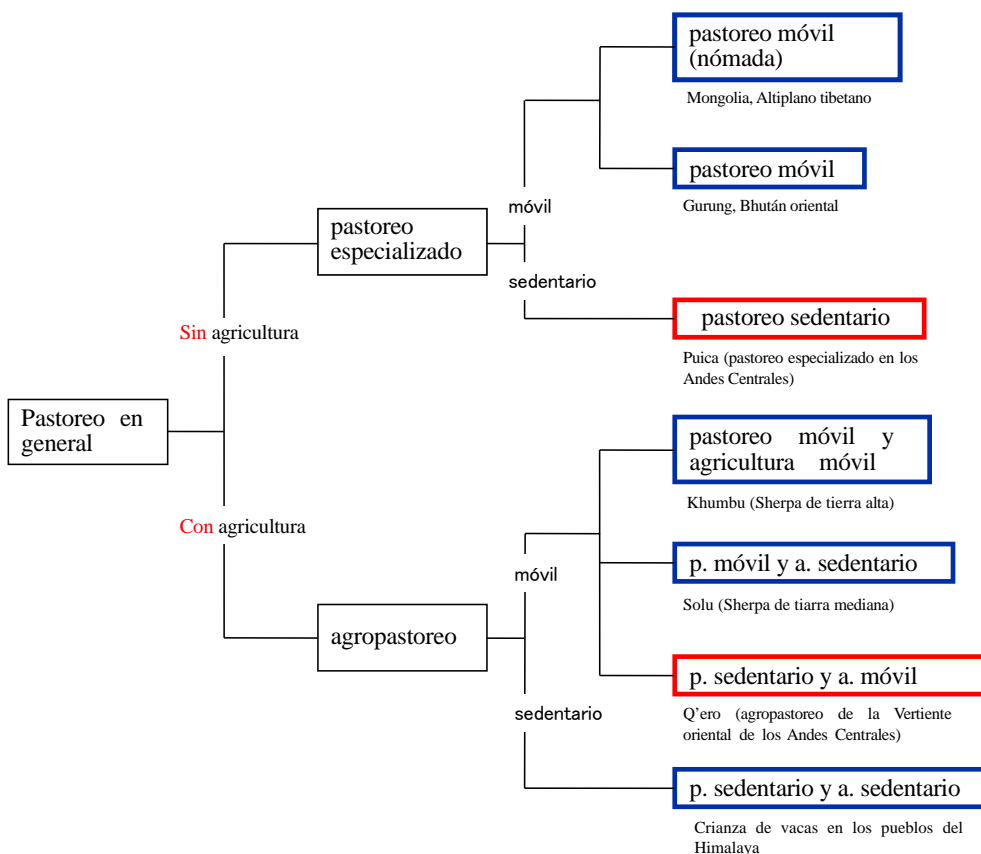 pastoreo móvil
(nómada)
Mongolia, Altiplano tibetano
pastoreo móvil
Gurung, Bhután oriental
móvil
pastoreo
especializado
sedentario
pastoreo sedentario
Puica (pastoreo especializado en los
Andes Centrales)
Sin agricultura
Pastoreo en
general
Con agricultura
pastoreo móvil y
agricultura móvil
Khumbu (Sherpa de tierra alta)
móvil
p. móvil y a. sedentario
Solu (Sherpa de tiarra mediana)
agropastoreo
p. sedentario y a. móvil
Q’ero (agropastoreo de la Vertiente
oriental de los Andes Centrales)
sedentario
p. sedentario y a. sedentario
Crianza de vacas en los pueblos del
Himalaya